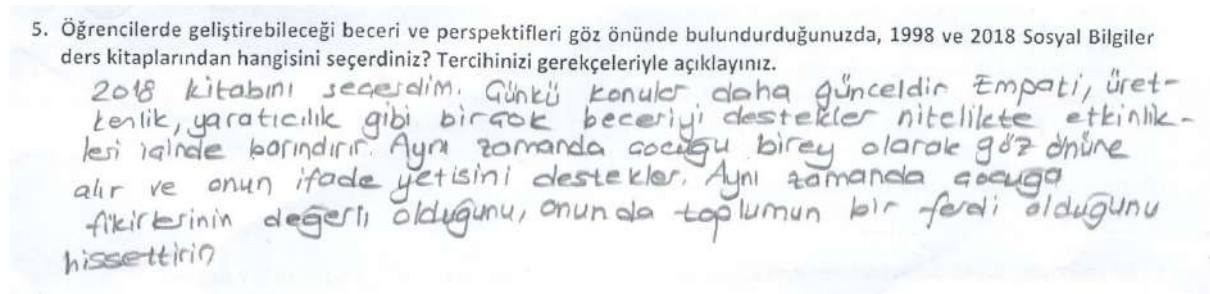 5. Öğrencilerde geliştirebileceği beceri ve perspektifleri göz önünde bulundurduğunuzda, 1998 ve 2018 Sosyal Bilgiler
ders kitaplarından hangisini seçerdiniz? Tercihinizi gerekçeleriyle açıklayınız.
2018 kitabını seçerdim. Çünkü konular daha günceldir Empati, üret-
kenlik, yaratıcılık gibi birçok beceriyi destekler nitelikte etkinlik-
leri içinde barındırır. Aynı zamanda çocuğu birey olarak göz önüne
alır ve onun ifade yetisini destekler. Aynı zamanda çocuğa
fikirlerinin değerli olduğunu, onunda toplumun bir ferdi olduğunu
hissettirir